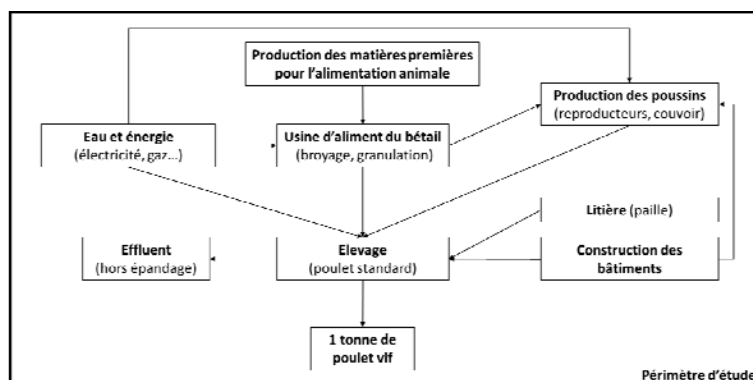 Production des matières premières
pour l'alimentation animale
Production des poussins
(reproducteurs, couvoir)
Eau et énergie
(électricité, gaz...)
Usine d'aliment du bétail
(broyage, granulation)
Litière (paille)
Effluent
(hors épandage)
Elevage
(poulet standard)
Construction des
bâtiments
1 tonne de
poulet vif
Périmètre d'étude